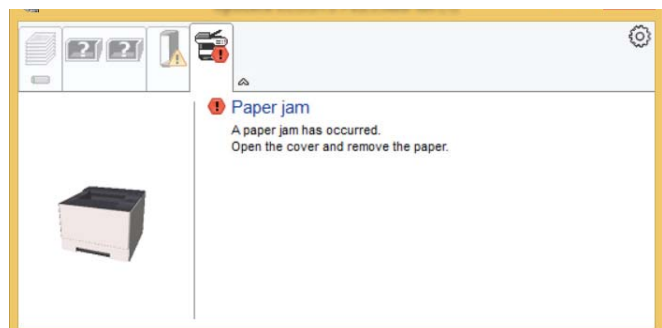 Paper jam
A paper jam has occurred.
Open the cover and remove the paper.